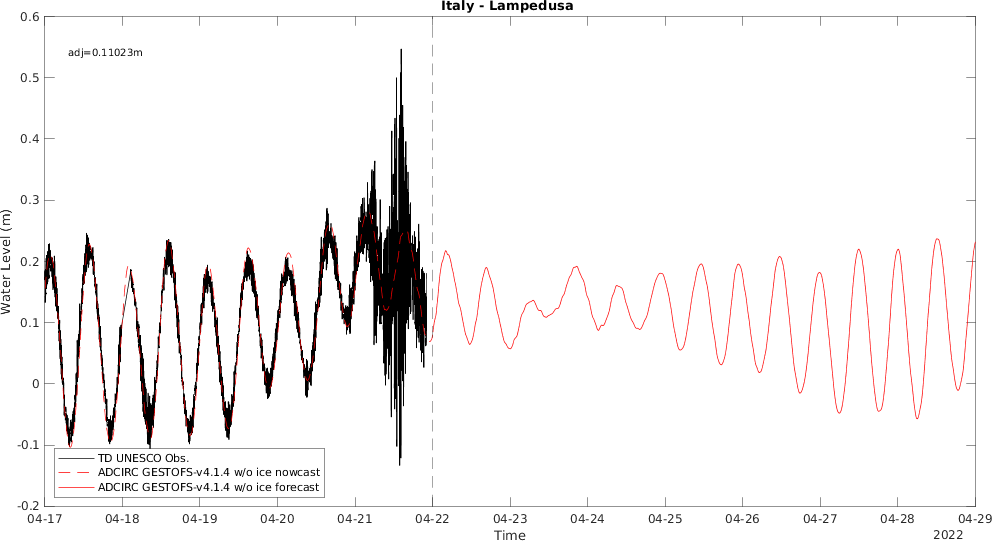 Italy - Lampedusa
adj=0.11023m
Water Level (m)
0.6
0.5
0.4
0.3
0.2
0.1
0
-0.1
-0.2
TD UNESCO Obs.
ADCIRC GESTOFS-v4.1.4 w/o ice nowcast
ADCIRC GESTOFS-v4.1.4 w/o ice forecast
04-17 04-18 04-19 04-20 04-21 04-22 04-23 04-24 04-25 04-26 04-27 04-28 04-29
Time
2022